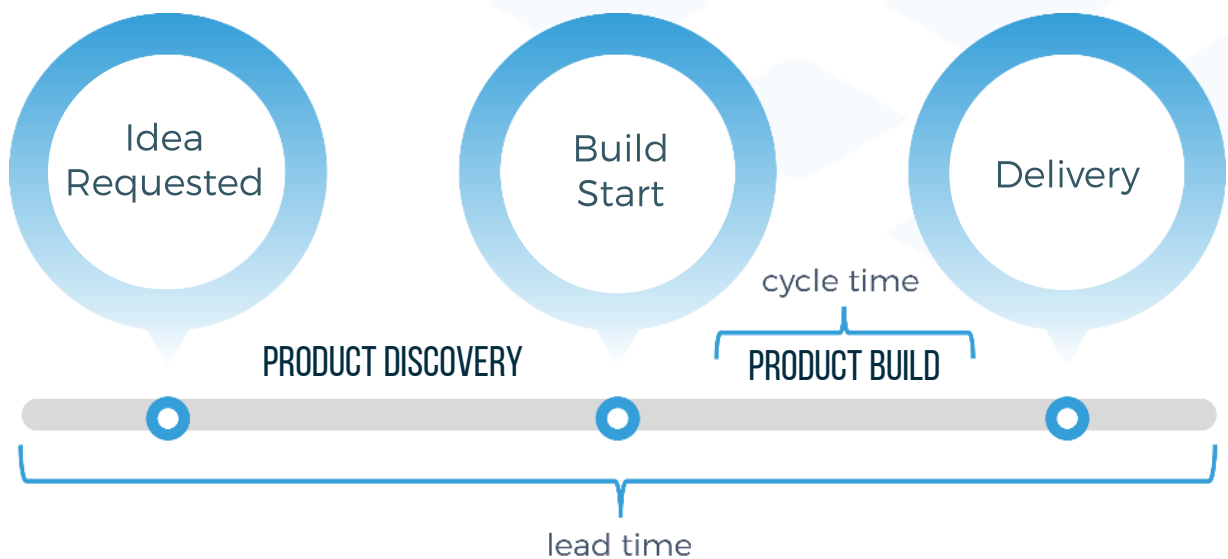 Idea
Requested
Build
Start
Delivery
cycle time
PRODUCT DISCOVERY
PRODUCT BUILD
lead time